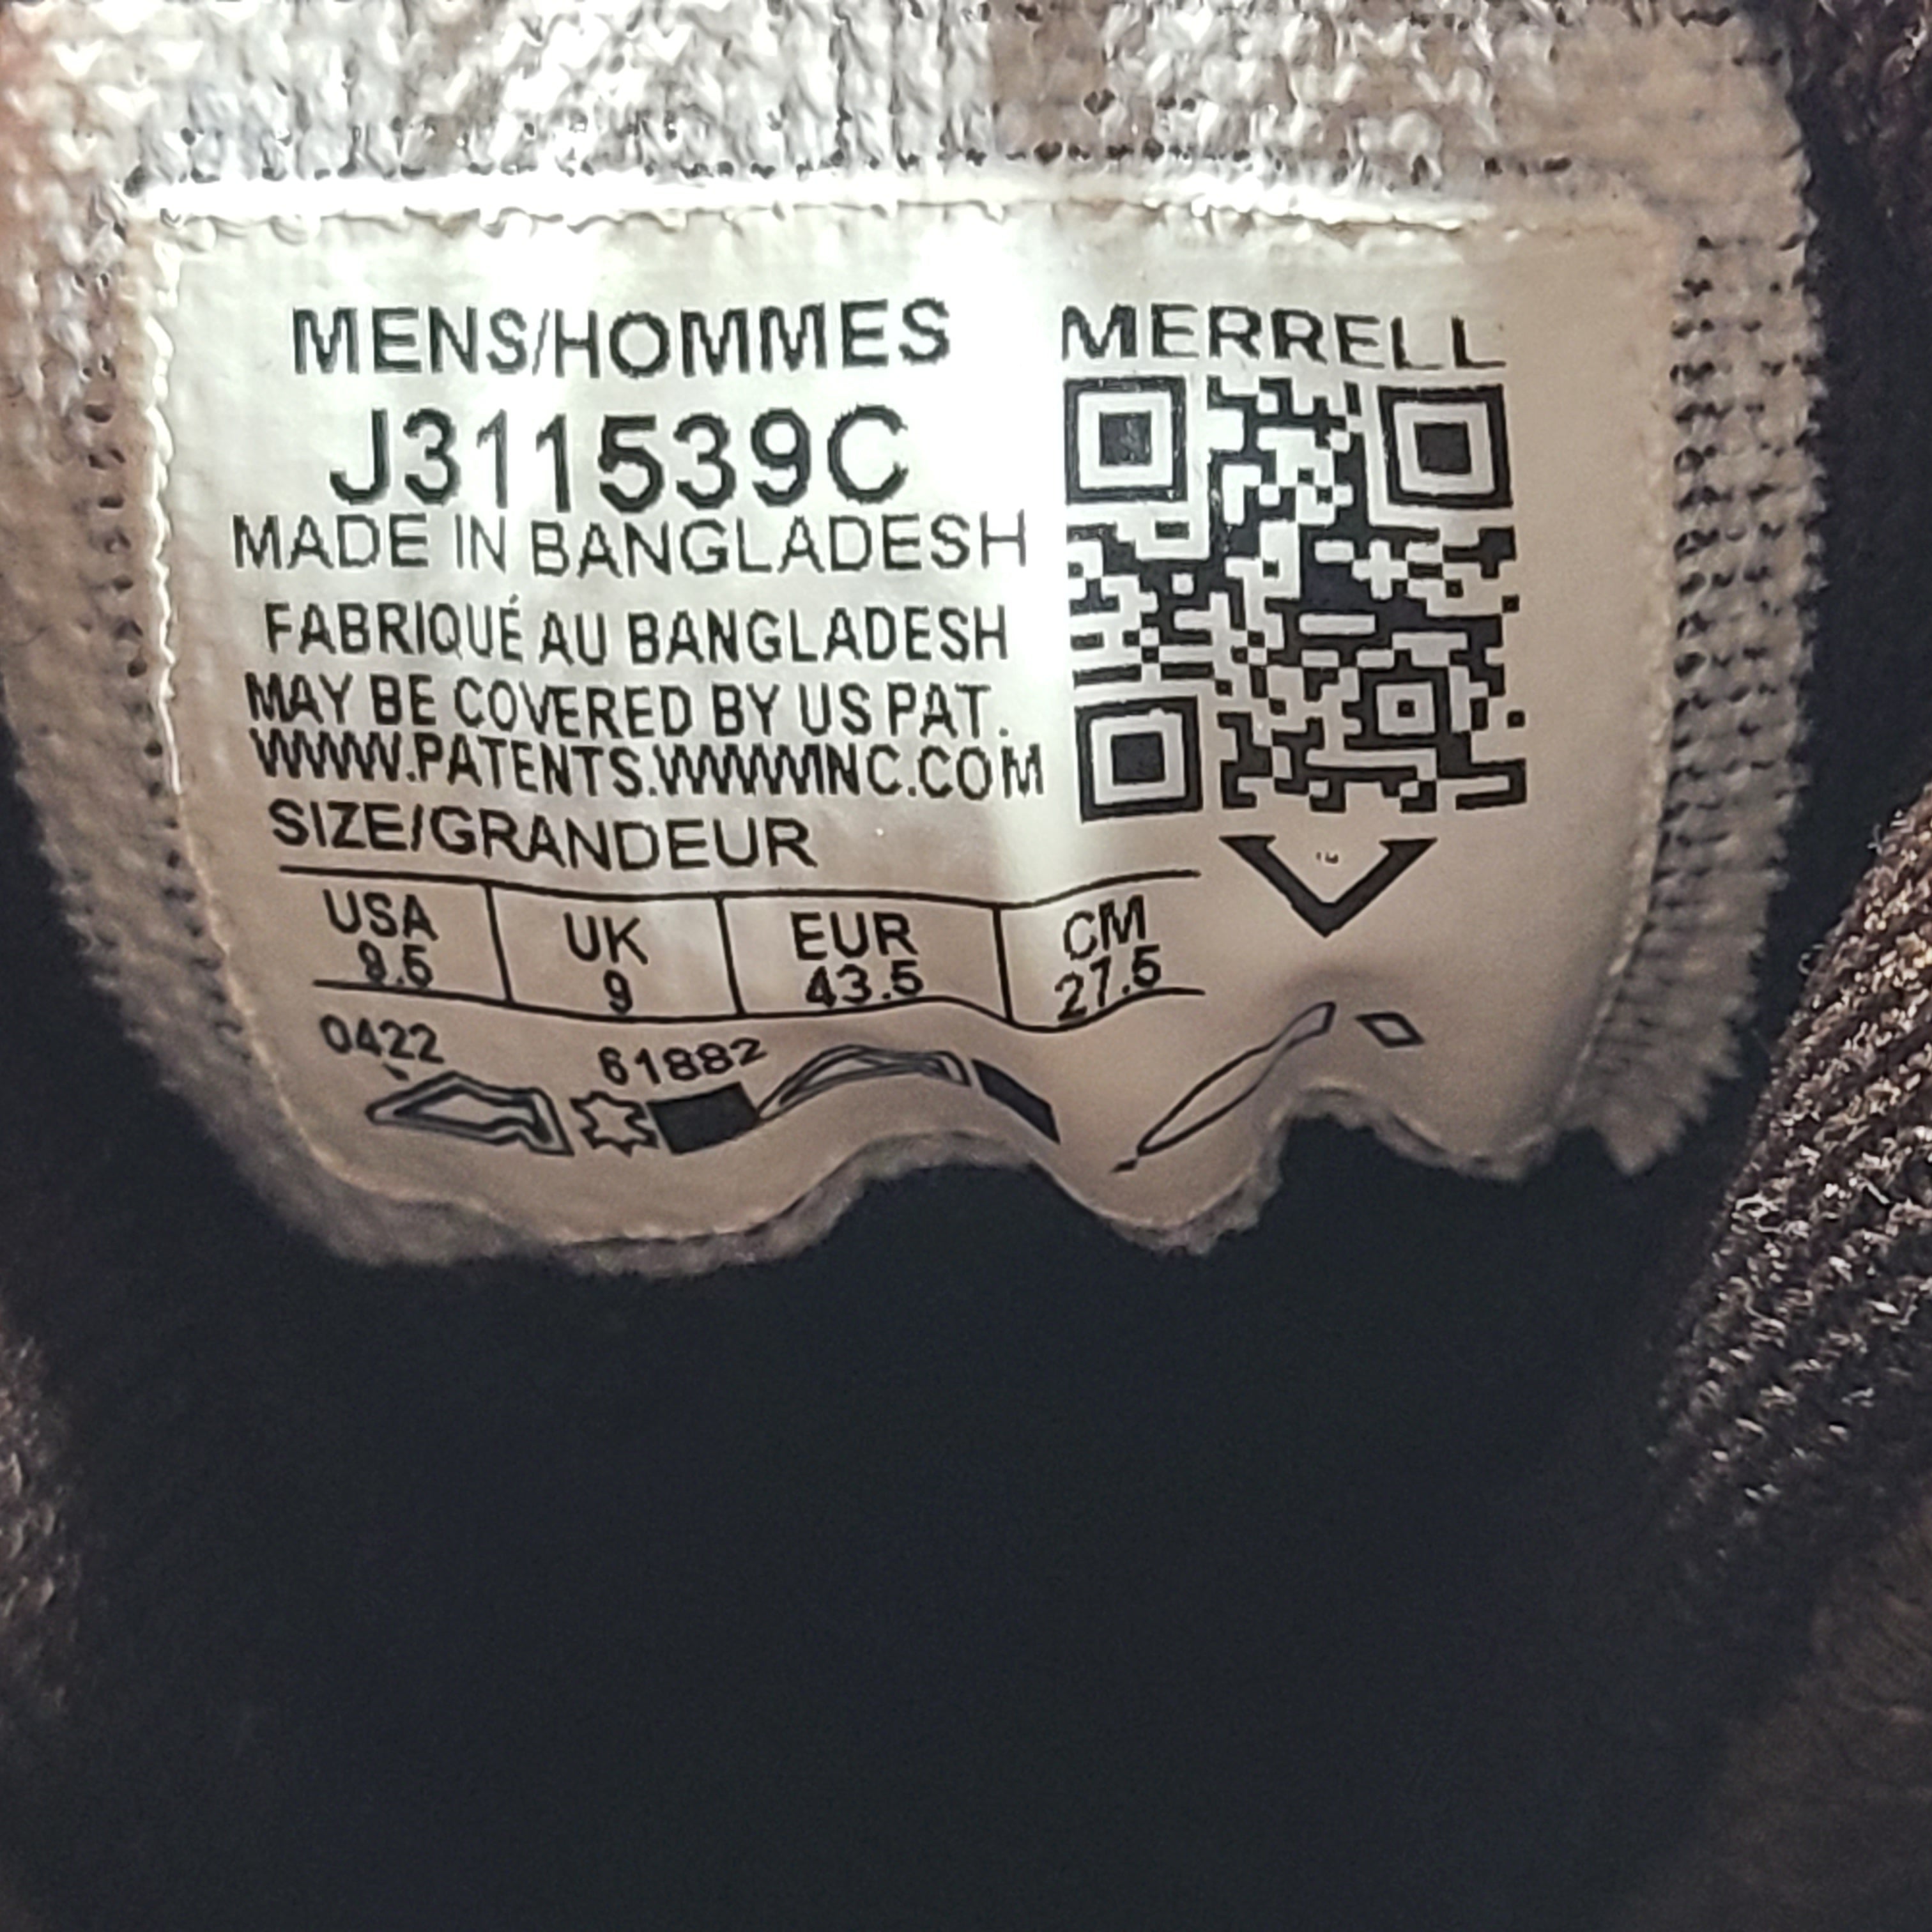 MENS/HOMMES
J311539C
MADE IN BANGLADESH
FABRIQUÉ AU BANGLADESH
MAY BE COVERED BY US PAT.
WWW.PATENTS.WWWINC.COM
SIZE/GRANDEUR
USA UK EUR CM
9.5 9 43.5 27.5
0422 61882
MERRELL